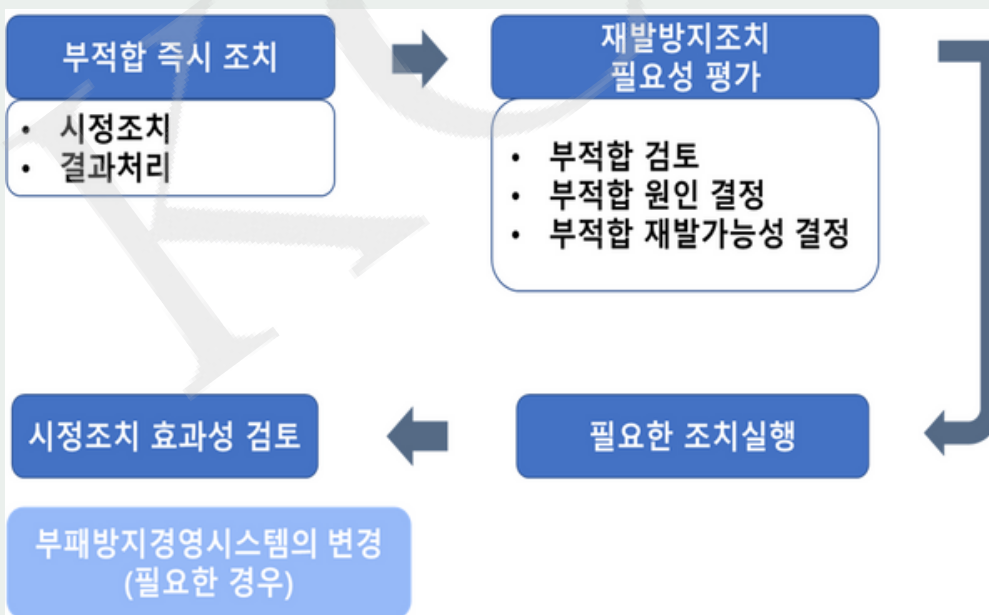 부적합 즉시 조치
• 시정조치
• 결과처리
재발방지조치
필요성 평가
• 부적합 검토
• 부적합 원인 결정
• 부적합 재발가능성 결정
필요한 조치실행
시정조치 효과성 검토
부패방지경영시스템의 변경
(필요한 경우)